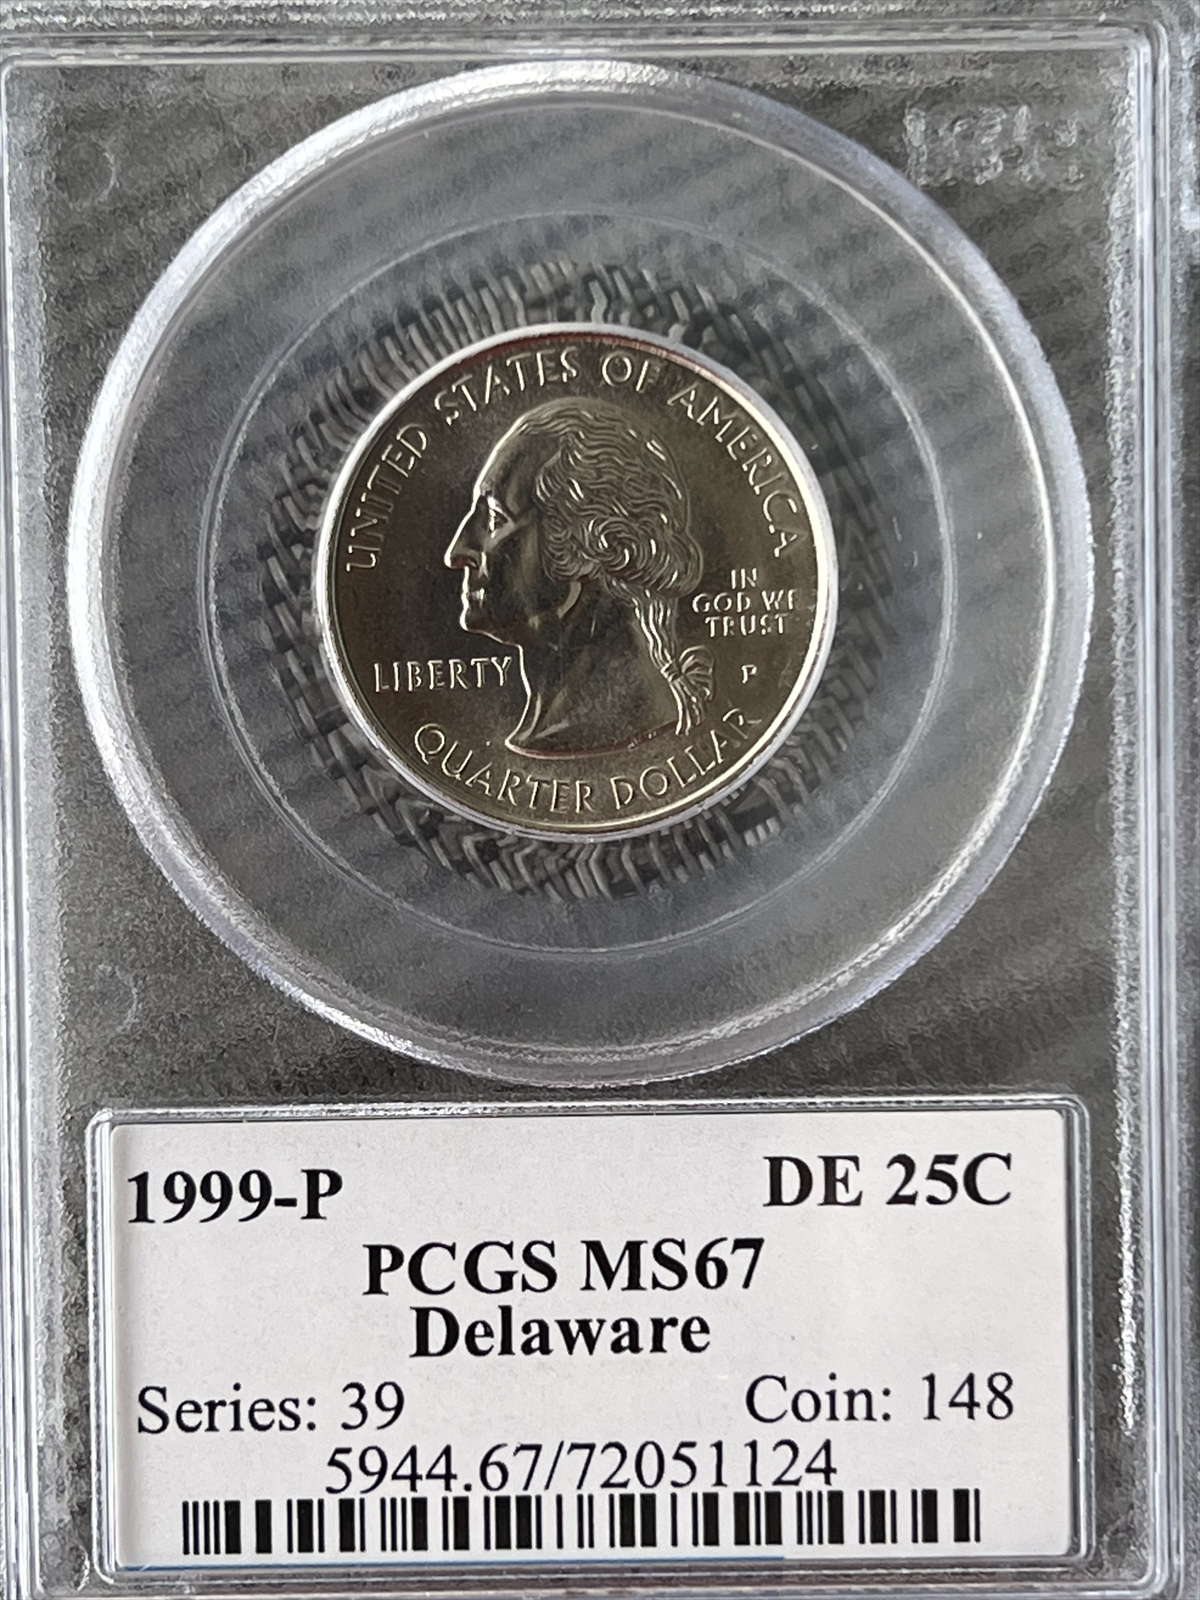 UNITED STATES OF AMERICA
IN
GOD WE
TRUST
LIBERTY
P
QUARTER DOLLAR
1999-P DE 25C
PCGS MS67
Delaware
Series: 39 Coin: 148
5944.67/72051124